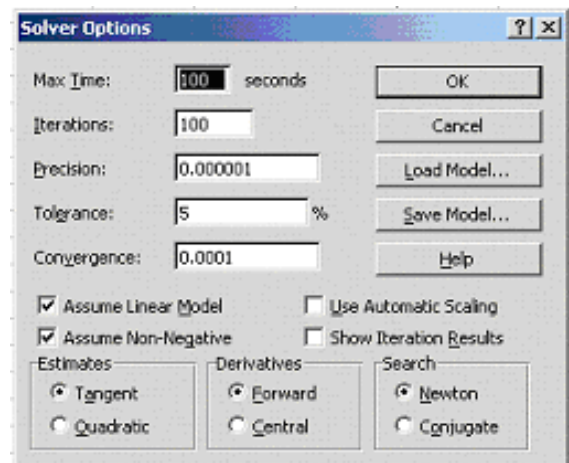 Solver Options
Max Time: 100 seconds
OK
Iterations: 100
Cancel
Precision: 0.000001
Load Model...
Tolerance: 5 %
Save Model...
Convergence: 0.0001
Help
Assume Linear Model
Use Automatic Scaling
Assume Non-Negative
Show Iteration Results
Estimates
Derivatives
Search
Tangent
Forward
Newton
Quadratic
Central
Conjugate